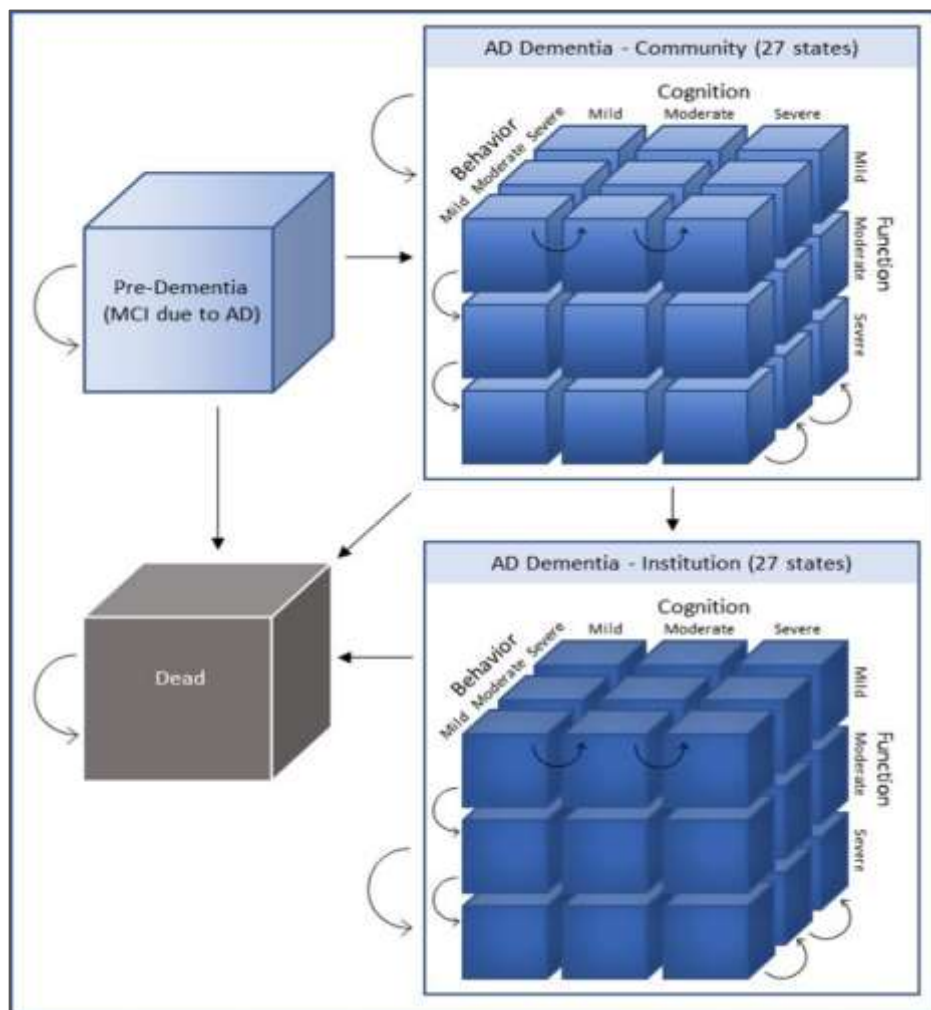 AD Dementia - Community (27 states)
Cognition
Mild Moderate Severe
Behavior
Mild Moderate Severe
Function
Mild
Moderate
Severe
Pre-Dementia
(MCI due to AD)
AD Dementia - Institution (27 states)
Cognition
Mild Moderate Severe
Behavior
Mild Moderate Severe
Function
Mild
Moderate
Severe
Dead